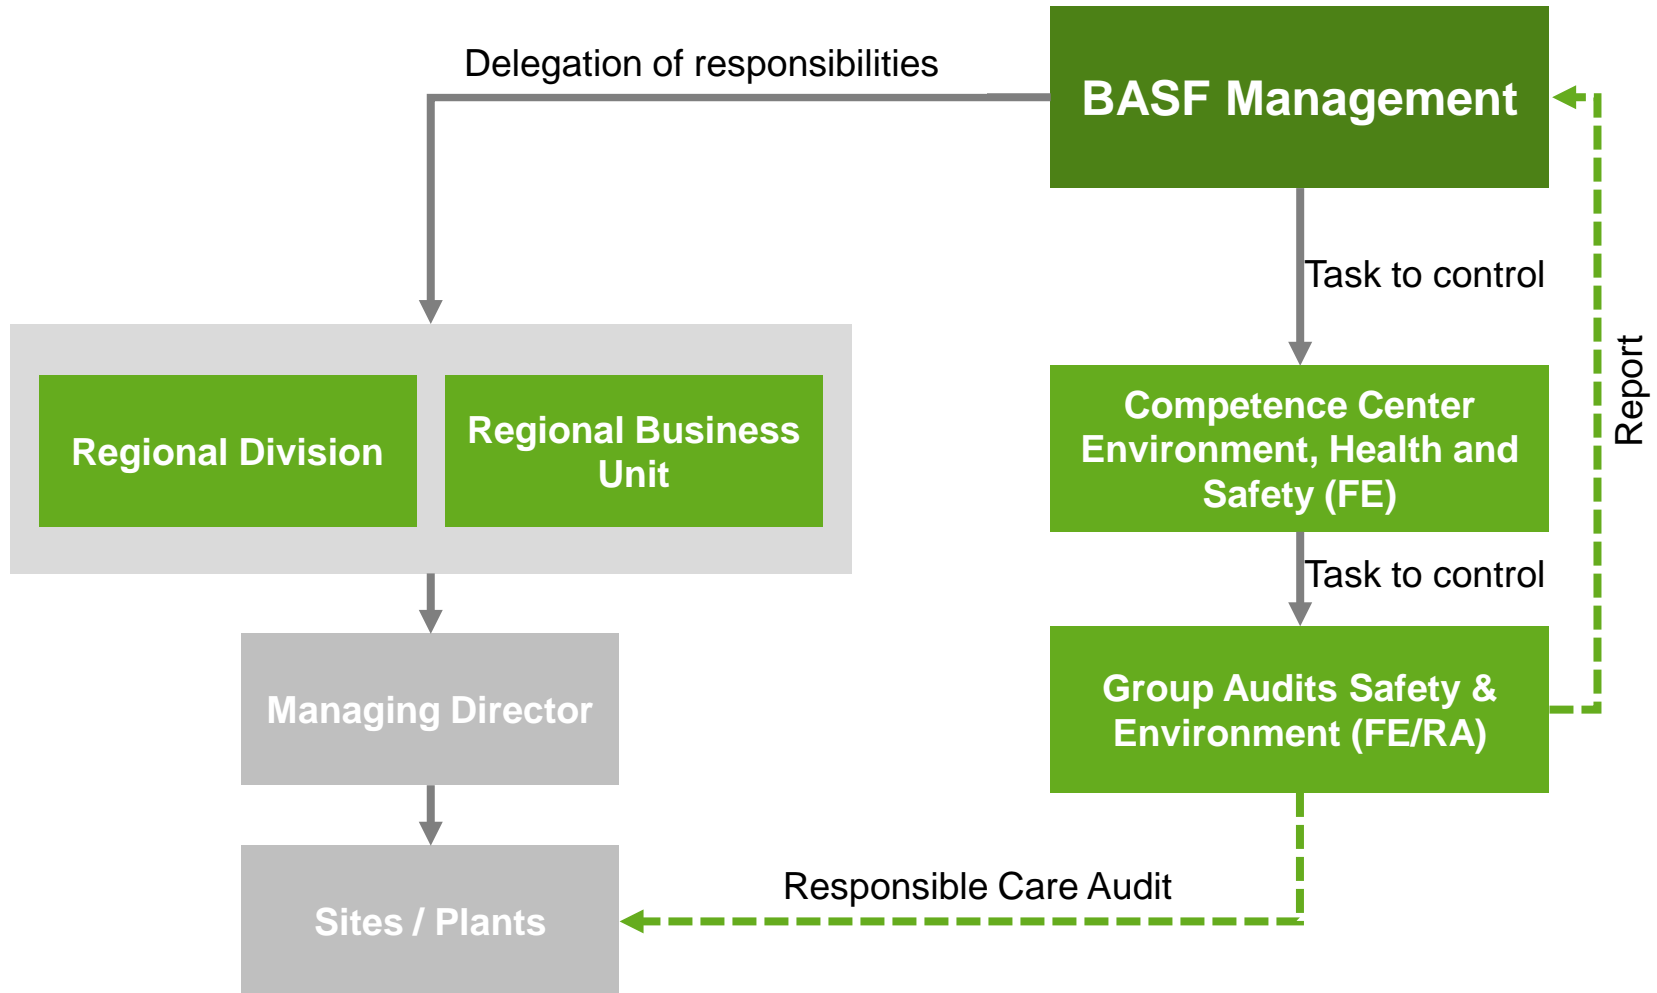 Delegation of responsibilities
BASF Management
Task to control
Report
Regional Division
Regional Business
Unit
Competence Center
Environment, Health and
Safety (FE)
Task to control
Managing Director
Group Audits Safety &
Environment (FE/RA)
Responsible Care Audit
Sites / Plants